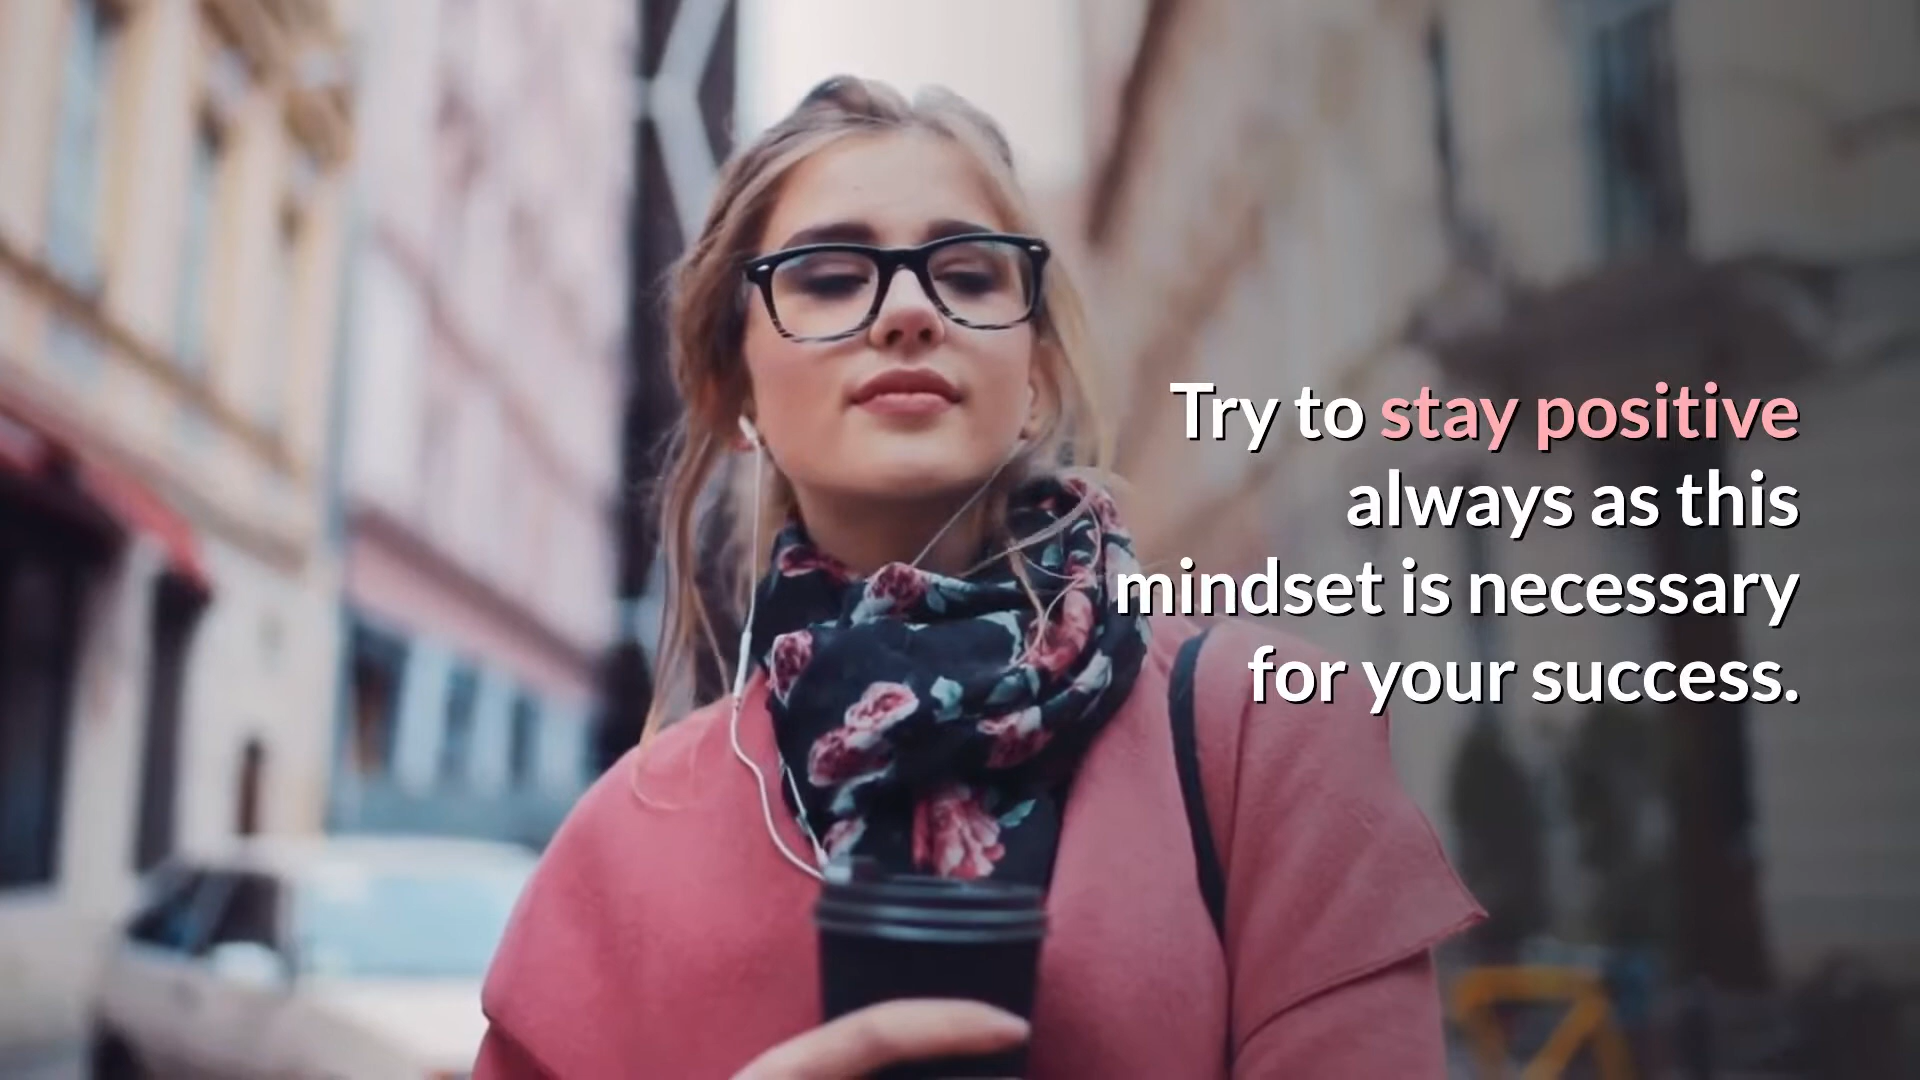 Try to stay positive
always as this
mindset is necessary
for your success.